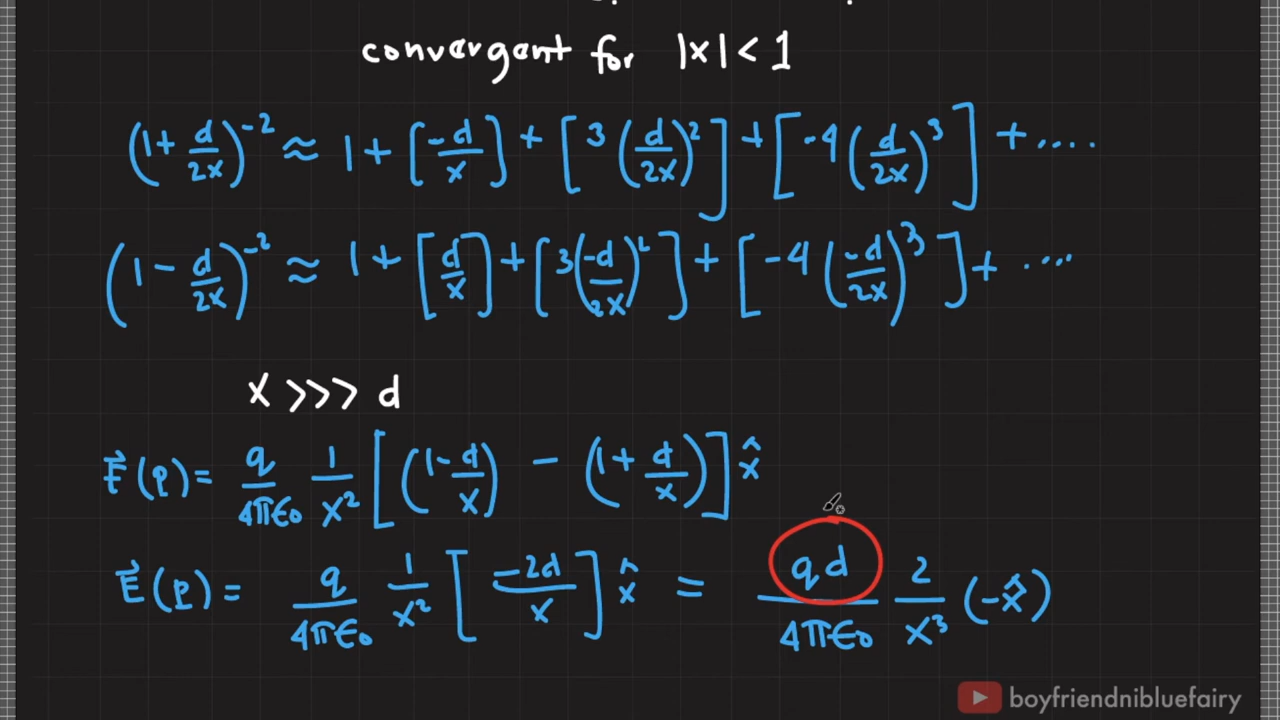 convergent for |x| < 1
(1 + d/2x)^-2 ≈ 1 + [-d/x] + [3(d/2x)^2] + [-4(d/2x)^3] + ....
(1 - d/2x)^-2 ≈ 1 + [d/x] + [3(-d/2x)^2] + [-4(-d/2x)^3] + ....
x >>> d
E⃗(P) = q/4πε₀ 1/x² [(1 - d/x) - (1 + d/x)] x̂
E⃗(P) = q/4πε₀ 1/x² [-2d/x] x̂ = qd/4πε₀ 2/x³ (-x̂)
boyfriendnibluefairy